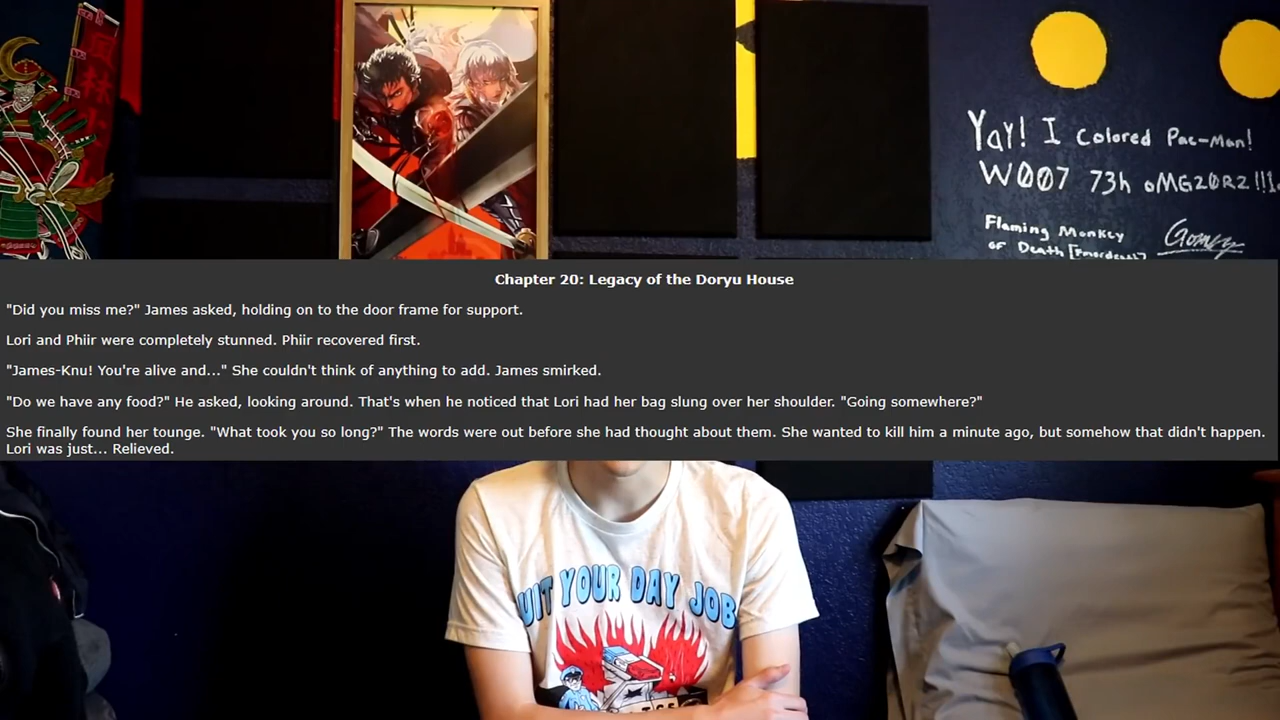 風林
Yay! I Colored Pac-Man!
W007 73h oMG20R2!!!1
Flaming Monkey
of Death
Chapter 20: Legacy of the Doryu House
"Did you miss me?" James asked, holding on to the door frame for support.
Lori and Phiir were completely stunned. Phiir recovered first.
"James-Knu! You're alive and..." She couldn't think of anything to add. James smirked.
"Do we have any food?" He asked, looking around. That's when he noticed that Lori had her bag slung over her shoulder. "Going somewhere?"
She finally found her tounge. "What took you so long?" The words were out before she had thought about them. She wanted to kill him a minute ago, but somehow that didn't happen.
Lori was just... Relieved.
UIT YOUR DAY JOB